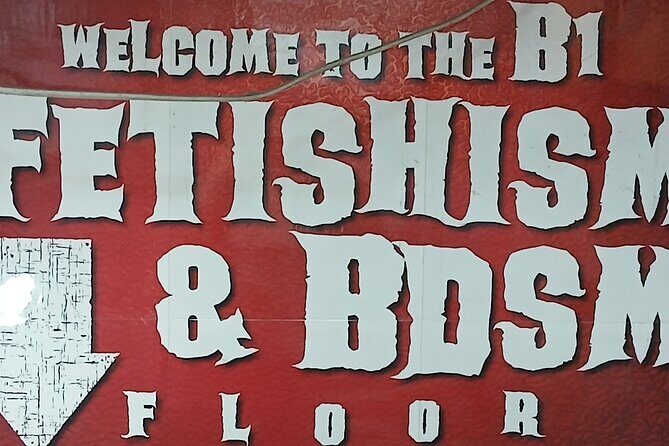 WELCOME TO THE B1
FETISHISM
& BDSM
FLOOR